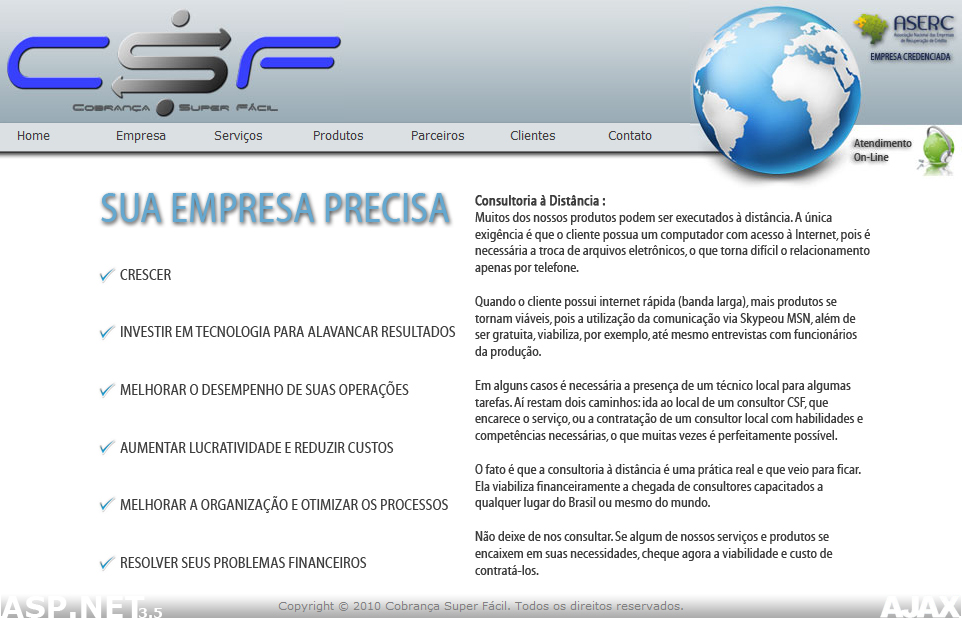 CSF
COBRANÇA SUPER FÁCIL
ASERC
Associação Nacional das Empresas
de Recuperação de Crédito
EMPRESA CREDENCIADA
Home Empresa Serviços Produtos Parceiros Clientes Contato
Atendimento
On-Line
SUA EMPRESA PRECISA
CRESCER
INVESTIR EM TECNOLOGIA PARA ALAVANCAR RESULTADOS
MELHORAR O DESEMPENHO DE SUAS OPERAÇÕES
AUMENTAR LUCRATIVIDADE E REDUZIR CUSTOS
MELHORAR A ORGANIZAÇÃO E OTIMIZAR OS PROCESSOS
RESOLVER SEUS PROBLEMAS FINANCEIROS
Consultoria à Distância :
Muitos dos nossos produtos podem ser executados à distância. A única
exigência é que o cliente possua um computador com acesso à Internet, pois é
necessária a troca de arquivos eletrônicos, o que torna difícil o relacionamento
apenas por telefone.
Quando o cliente possui internet rápida (banda larga), mais produtos se
tornam viáveis, pois a utilização da comunicação via Skypeou MSN, além de
ser gratuita, viabiliza, por exemplo, até mesmo entrevistas com funcionários
da produção.
Em alguns casos é necessária a presença de um técnico local para algumas
tarefas. Aí restam dois caminhos: ida ao local de um consultor CSF, que
encarece o serviço, ou a contratação de um consultor local com habilidades e
competências necessárias, o que muitas vezes é perfeitamente possível.
O fato é que a consultoria à distância é uma prática real e que veio para ficar.
Ela viabiliza financeiramente a chegada de consultores capacitados a
qualquer lugar do Brasil ou mesmo do mundo.
Não deixe de nos consultar. Se algum de nossos serviços e produtos se
encaixem em suas necessidades, cheque agora a viabilidade e custo de
contratá-los.
ASP.NET 3.5
Copyright © 2010 Cobrança Super Fácil. Todos os direitos reservados.
AJAX